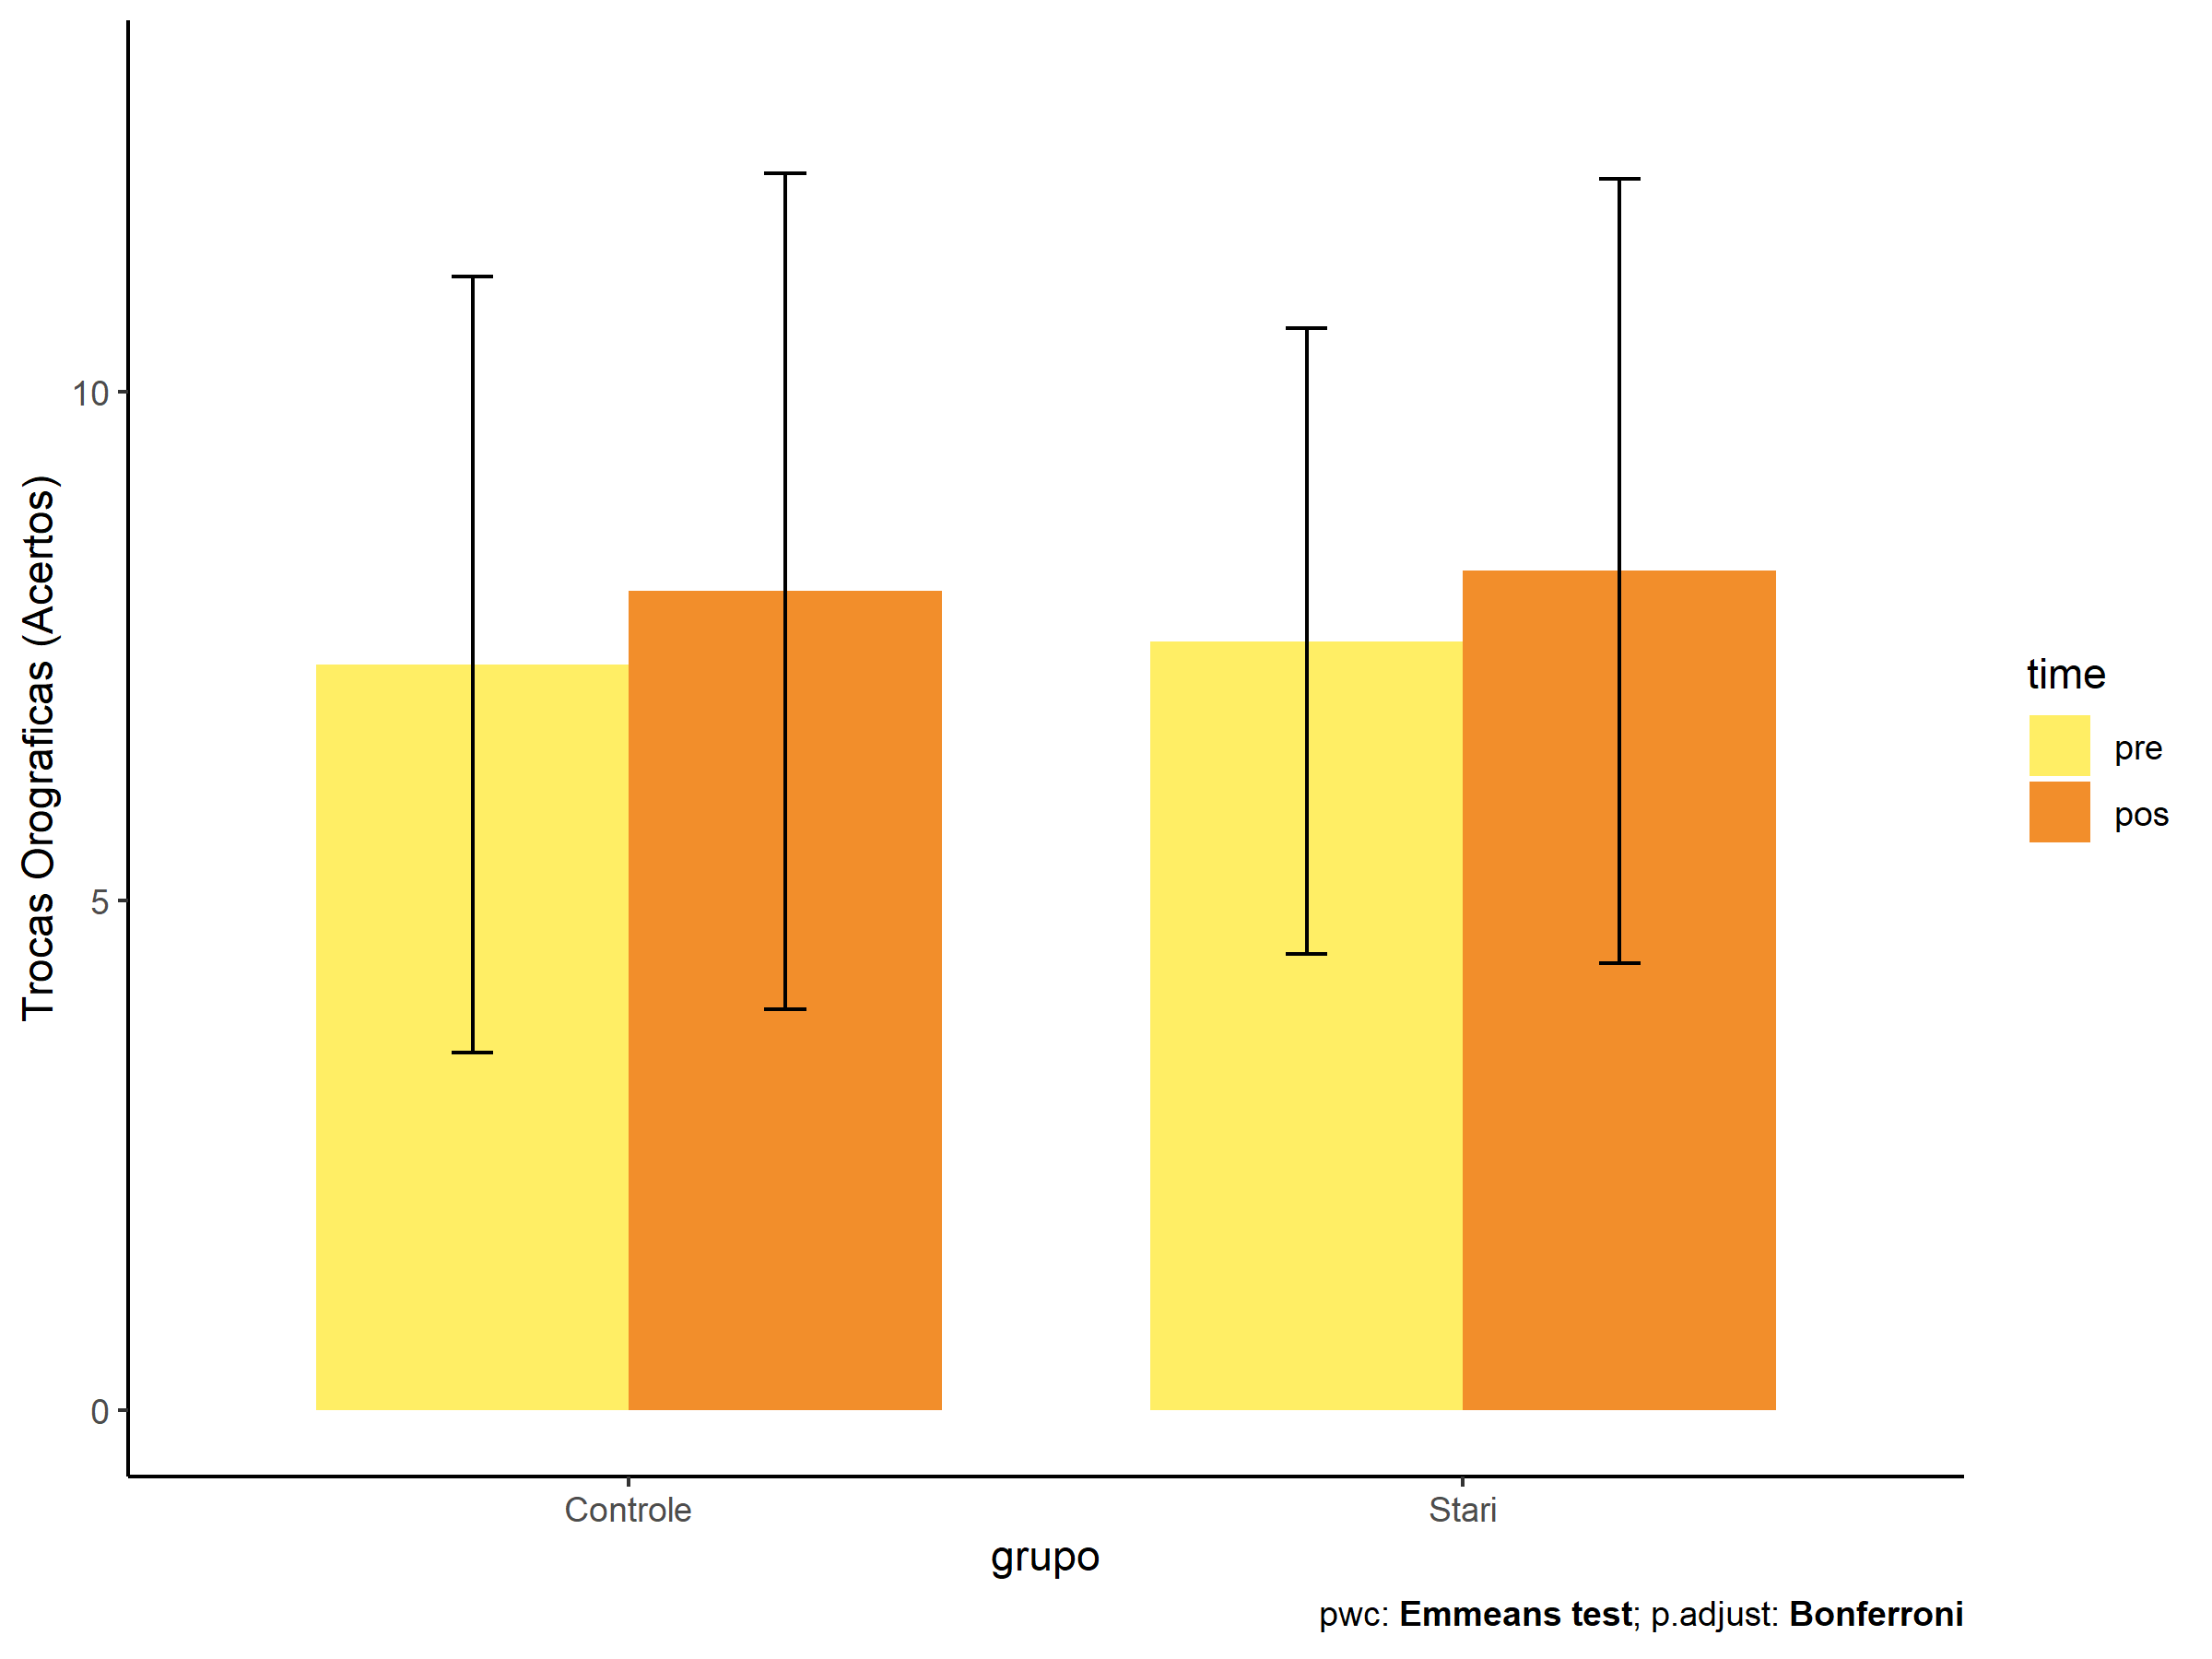 Trocas Orograficas (Acertos)
10
5
0
Controle
Stari
grupo
time
pre
pos
pwc: Emmeans test; p.adjust: Bonferroni